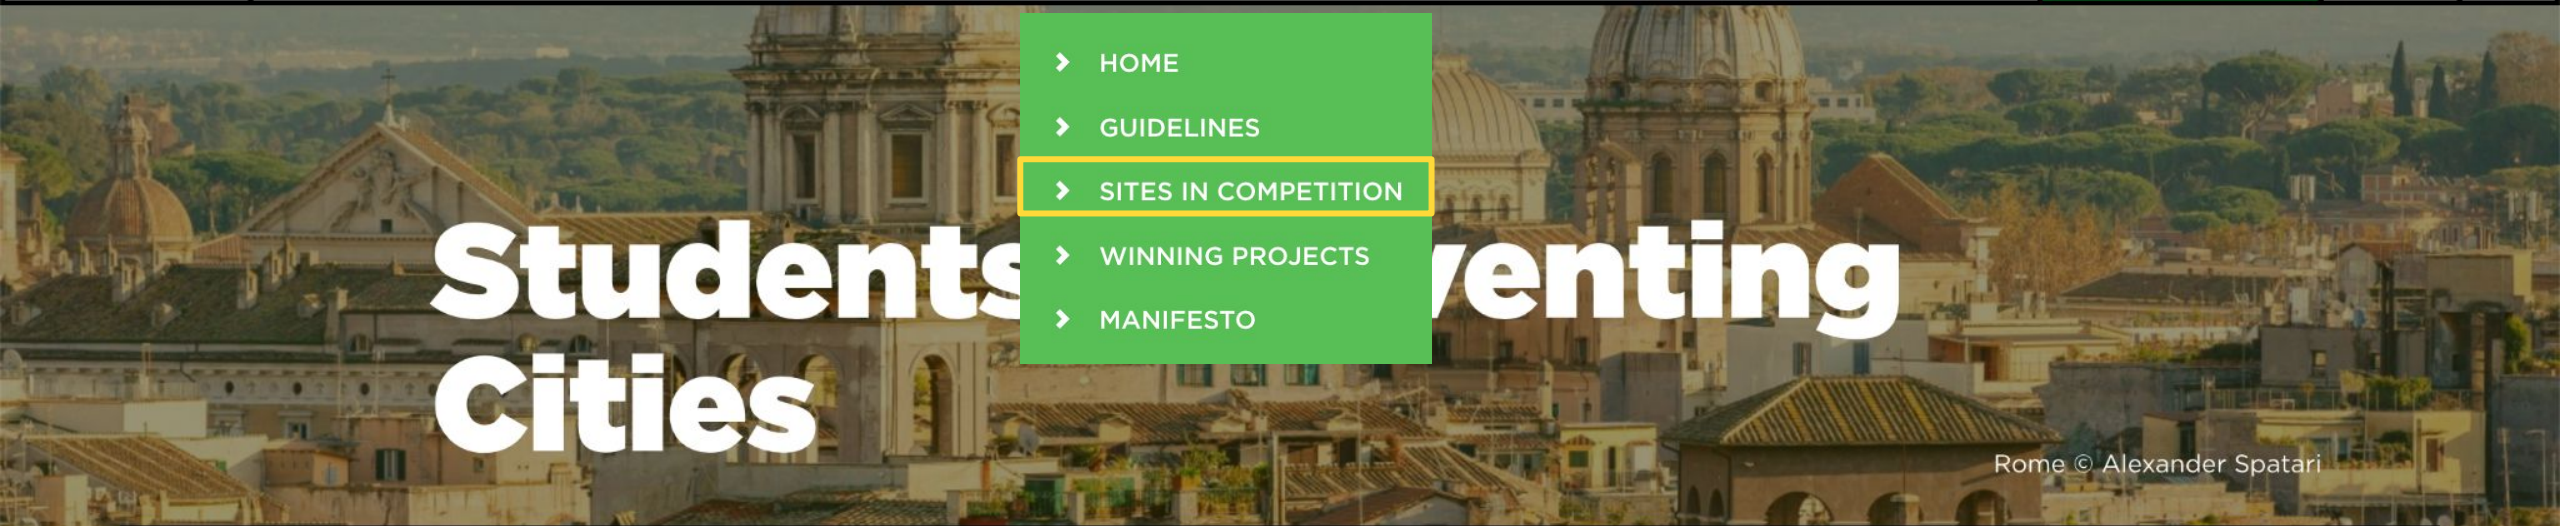 HOME
GUIDELINES
SITES IN COMPETITION
WINNING PROJECTS
MANIFESTO
Students venting
Cities
Rome © Alexander Spatari